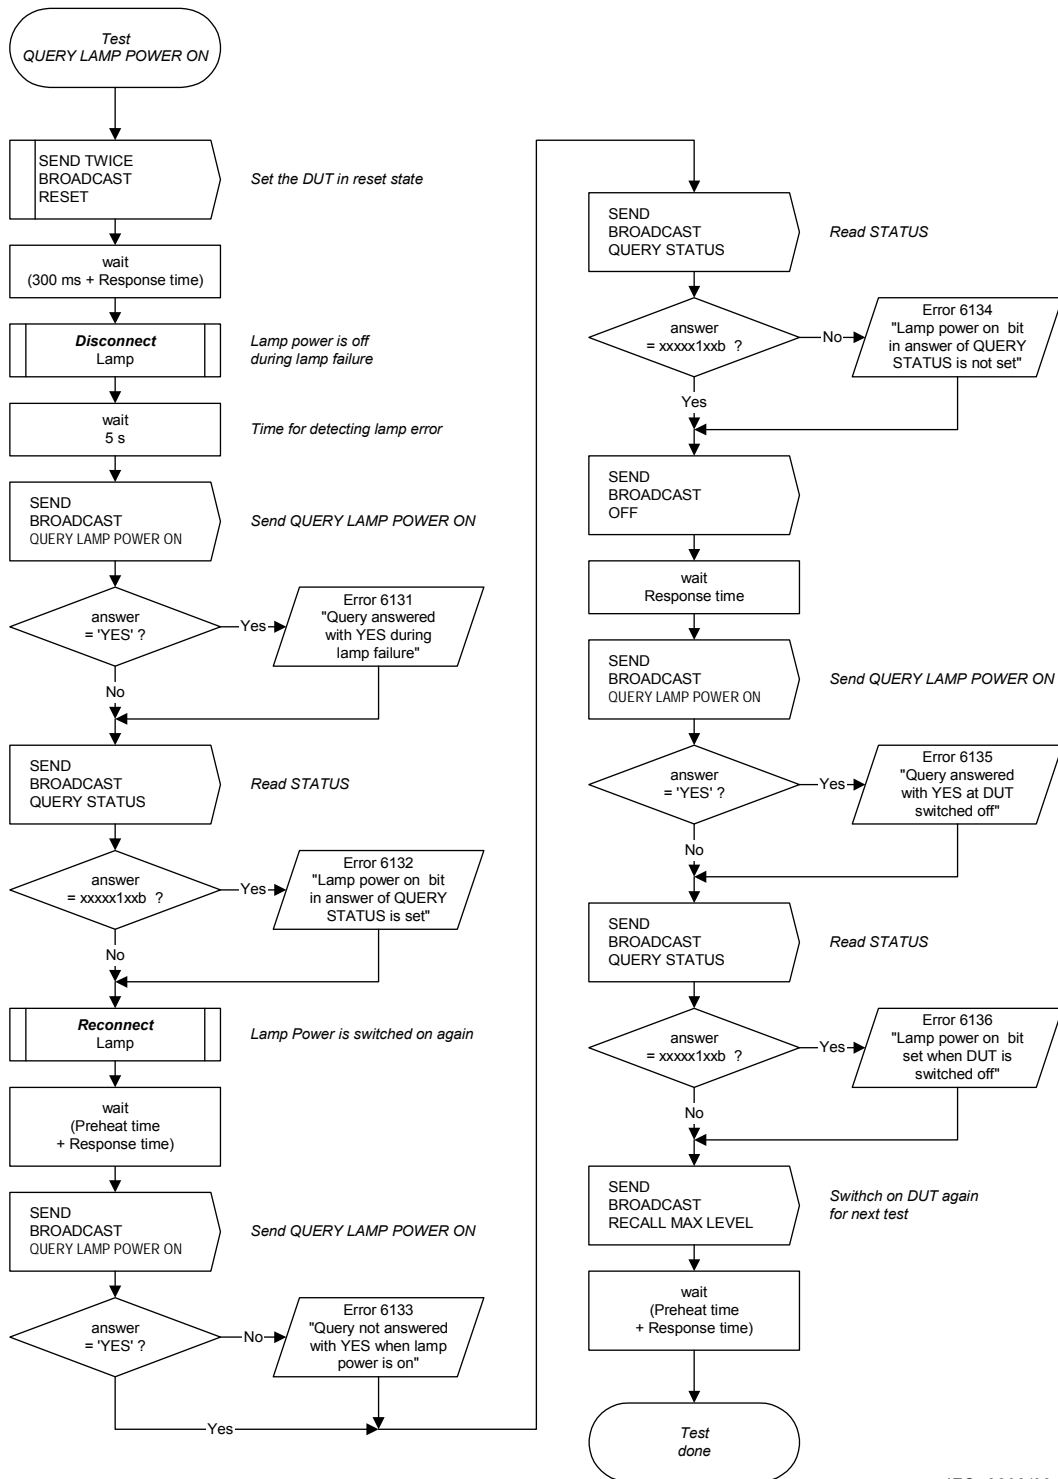 Test
QUERY LAMP POWER ON
SEND TWICE
BROADCAST
RESET
Set the DUT in reset state
wait
(300 ms + Response time)
Disconnect
Lamp
Lamp power is off
during lamp failure
wait
5 s
Time for detecting lamp error
SEND
BROADCAST
QUERY LAMP POWER ON
Send QUERY LAMP POWER ON
answer
= 'YES' ?
Yes
Error 6131
"Query answered
with YES during
lamp failure"
No
SEND
BROADCAST
QUERY STATUS
Read STATUS
answer
= xxxxx1xxb ?
Yes
Error 6132
"Lamp power on bit
in answer of QUERY
STATUS is set"
No
Reconnect
Lamp
Lamp Power is switched on again
wait
(Preheat time
+ Response time)
SEND
BROADCAST
QUERY LAMP POWER ON
Send QUERY LAMP POWER ON
answer
= 'YES' ?
No
Error 6133
"Query not answered
with YES when lamp
power is on"
Yes
SEND
BROADCAST
QUERY STATUS
Read STATUS
answer
= xxxxx1xxb ?
No
Error 6134
"Lamp power on bit
in answer of QUERY
STATUS is not set"
Yes
SEND
BROADCAST
OFF
wait
Response time
SEND
BROADCAST
QUERY LAMP POWER ON
Send QUERY LAMP POWER ON
answer
= 'YES' ?
Yes
Error 6135
"Query answered
with YES at DUT
switched off"
No
SEND
BROADCAST
QUERY STATUS
Read STATUS
answer
= xxxxx1xxb ?
Yes
Error 6136
"Lamp power on bit
set when DUT is
switched off"
No
SEND
BROADCAST
RECALL MAX LEVEL
Swithch on DUT again
for next test
wait
(Preheat time
+ Response time)
Test
done